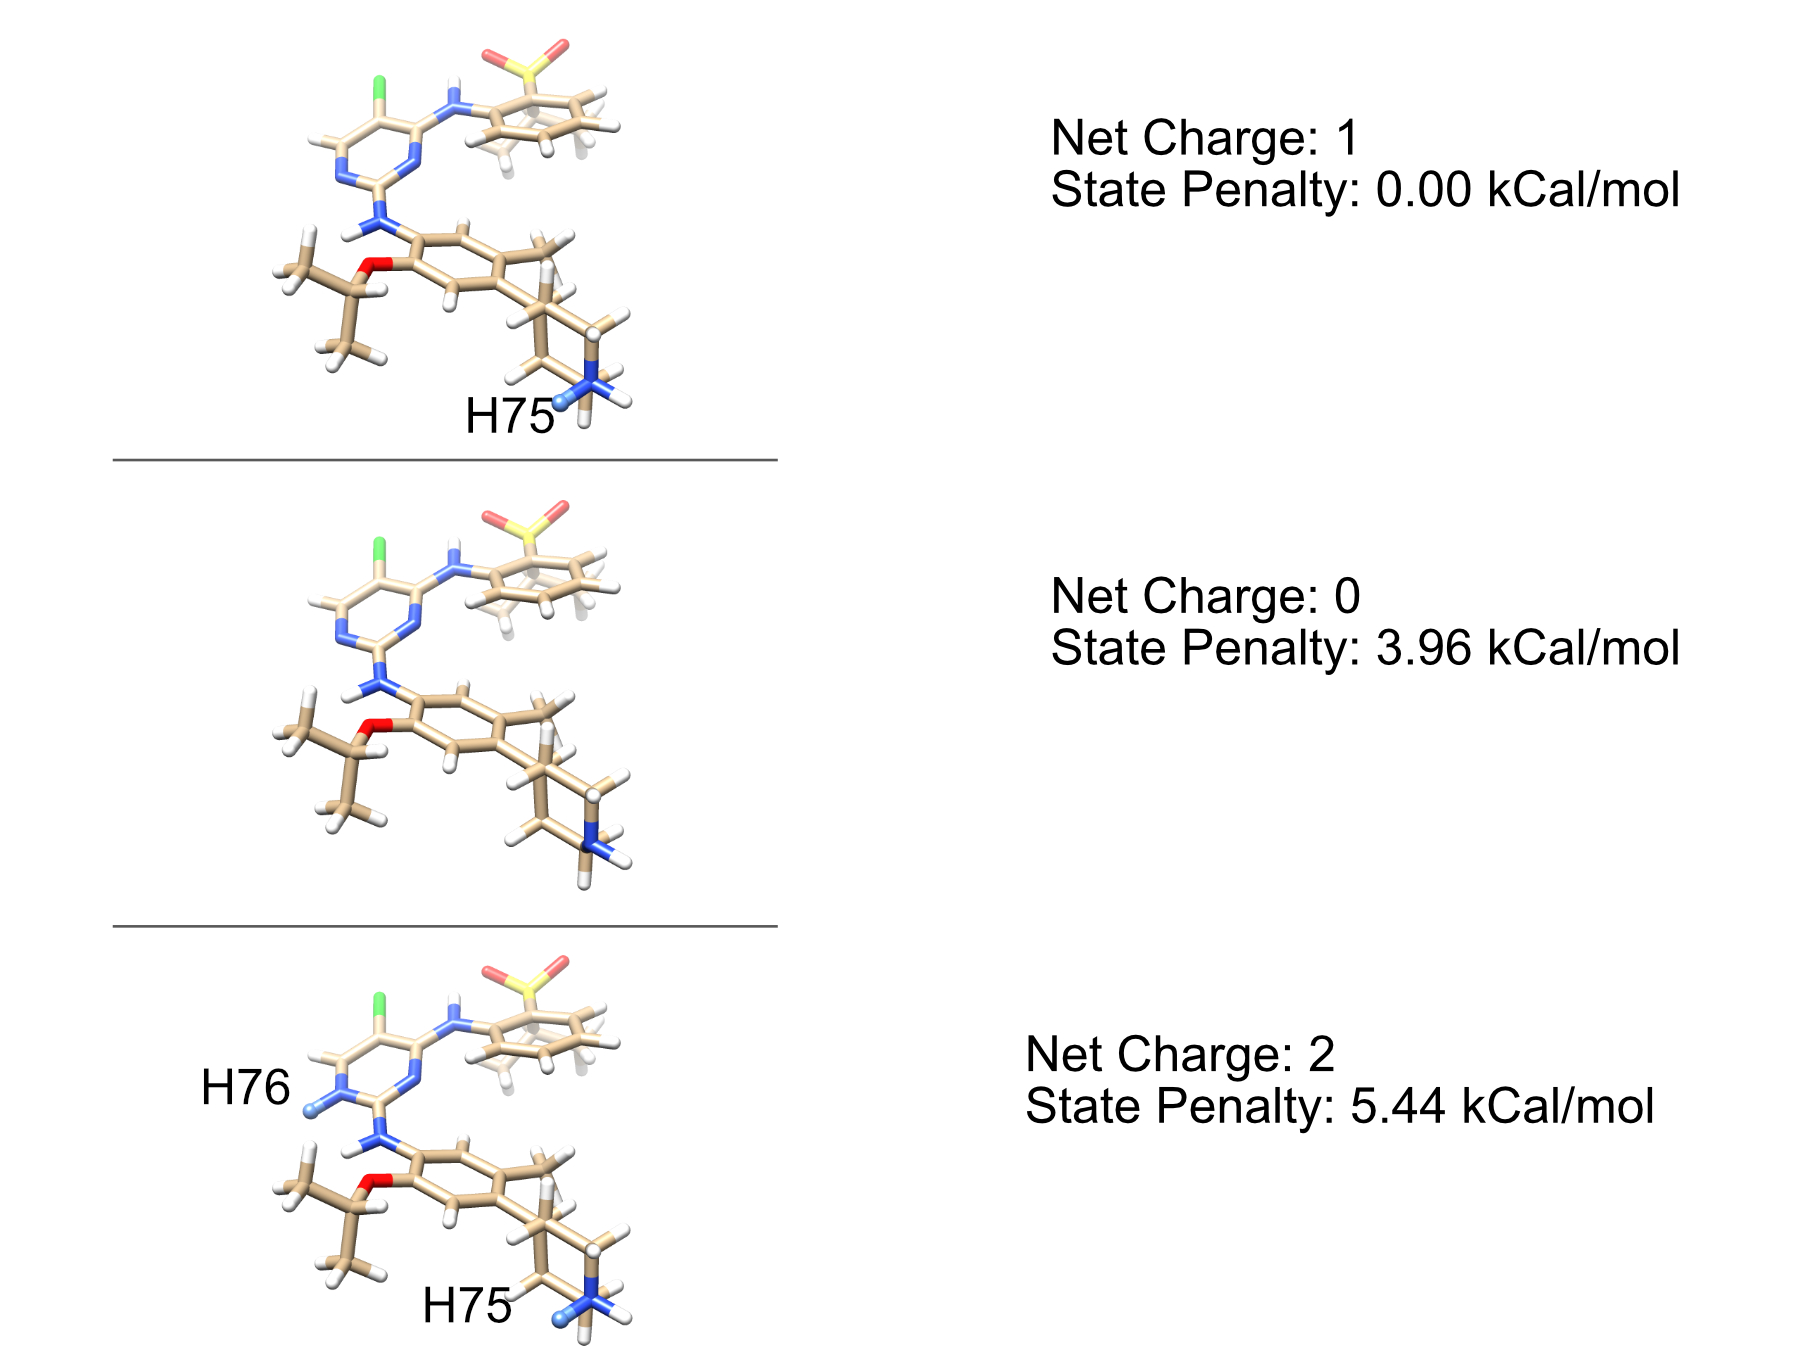 Net Charge: 1
State Penalty: 0.00 kCal/mol
H75
Net Charge: 0
State Penalty: 3.96 kCal/mol
Net Charge: 2
State Penalty: 5.44 kCal/mol
H76
H75